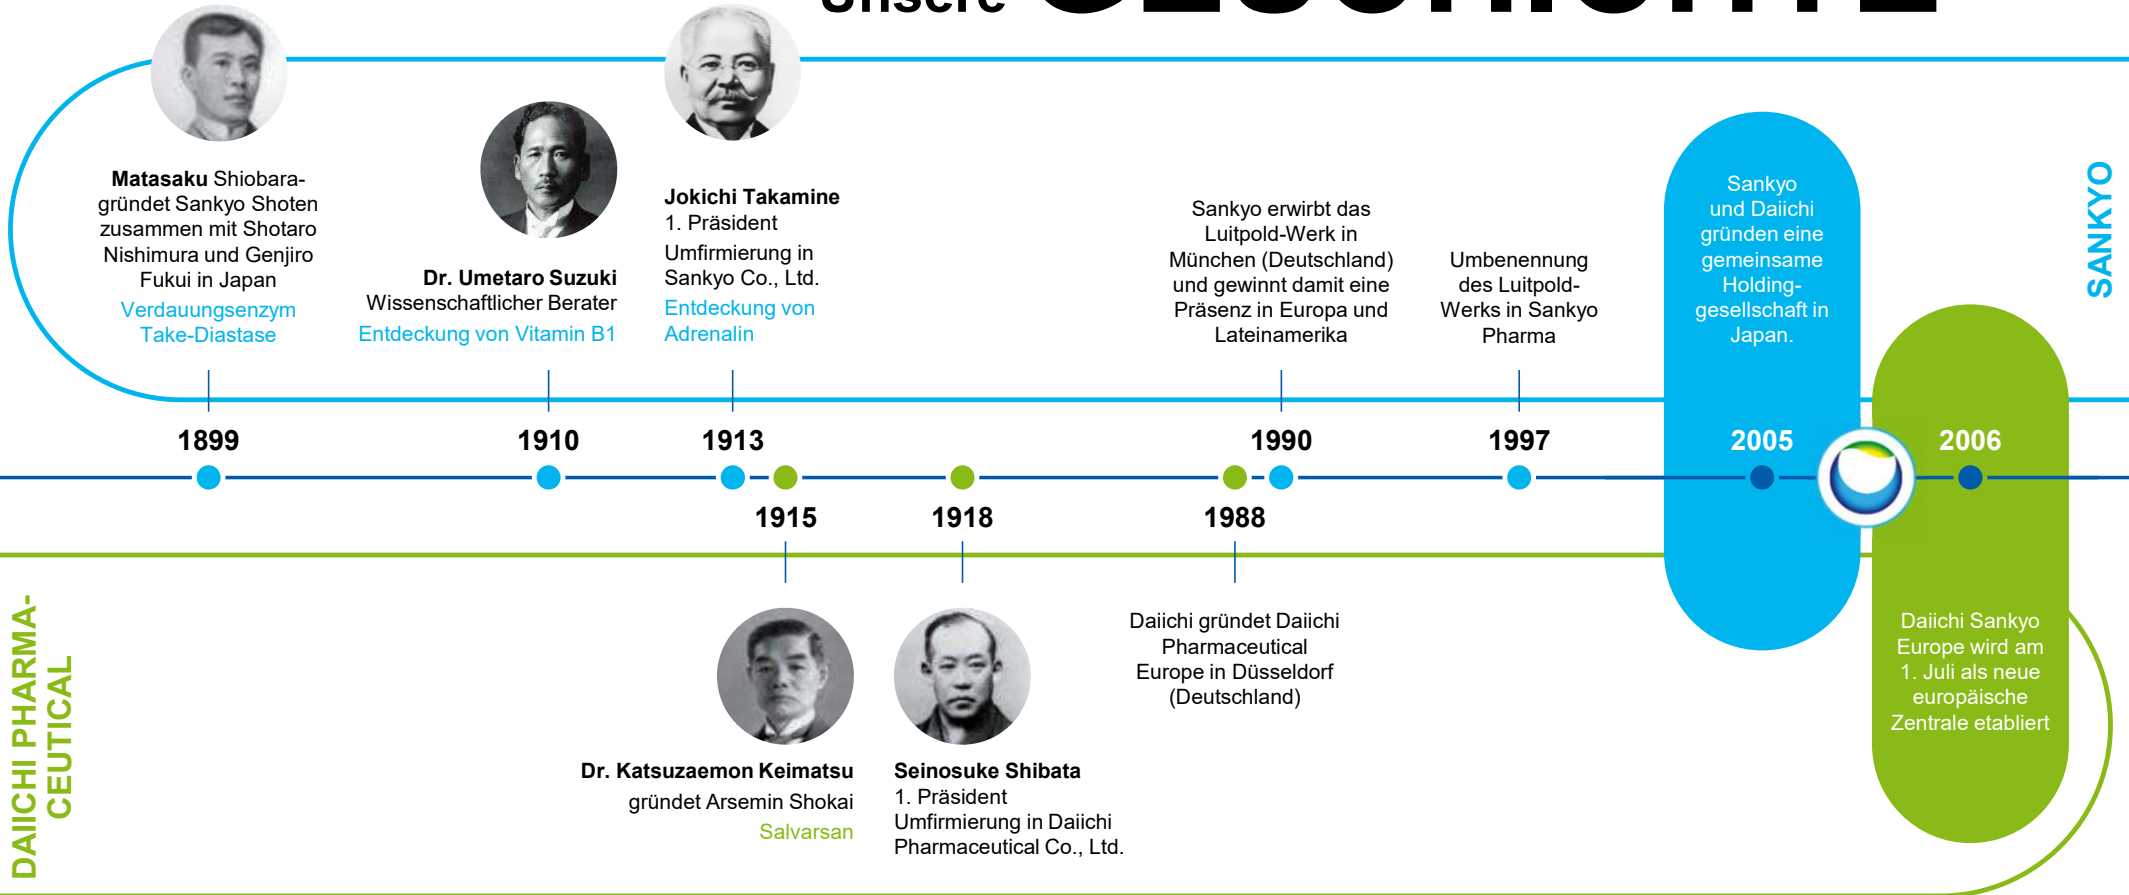 Unsere GESCHICHTE
Matasaku Shiobara-
gründet Sankyo Shoten
zusammen mit Shotaro
Nishimura und Genjiro
Fukui in Japan
Verdauungsenzym
Take-Diastase
Dr. Umetaro Suzuki
Wissenschaftlicher Berater
Entdeckung von Vitamin B1
Jokichi Takamine
1. Präsident
Umfirmierung in
Sankyo Co., Ltd.
Entdeckung von
Adrenalin
Sankyo erwirbt das
Luitpold-Werk in
München (Deutschland)
und gewinnt damit eine
Präsenz in Europa und
Lateinamerika
Umbenennung
des Luitpold-
Werks in Sankyo
Pharma
Sankyo
und Daiichi
gründen eine
gemeinsame
Holding-
gesellschaft in
Japan.
SANKYO
1899
1910
1913
1990
1997
2005
2006
1915
1918
1988
DAIICHI PHARMA-
CEUTICAL
Dr. Katsuzaemon Keimatsu
gründet Arsemin Shokai
Salvarsan
Seinosuke Shibata
1. Präsident
Umfirmierung in Daiichi
Pharmaceutical Co., Ltd.
Daiichi gründet Daiichi
Pharmaceutical
Europe in Düsseldorf
(Deutschland)
Daiichi Sankyo
Europe wird am
1. Juli als neue
europäische
Zentrale etabliert